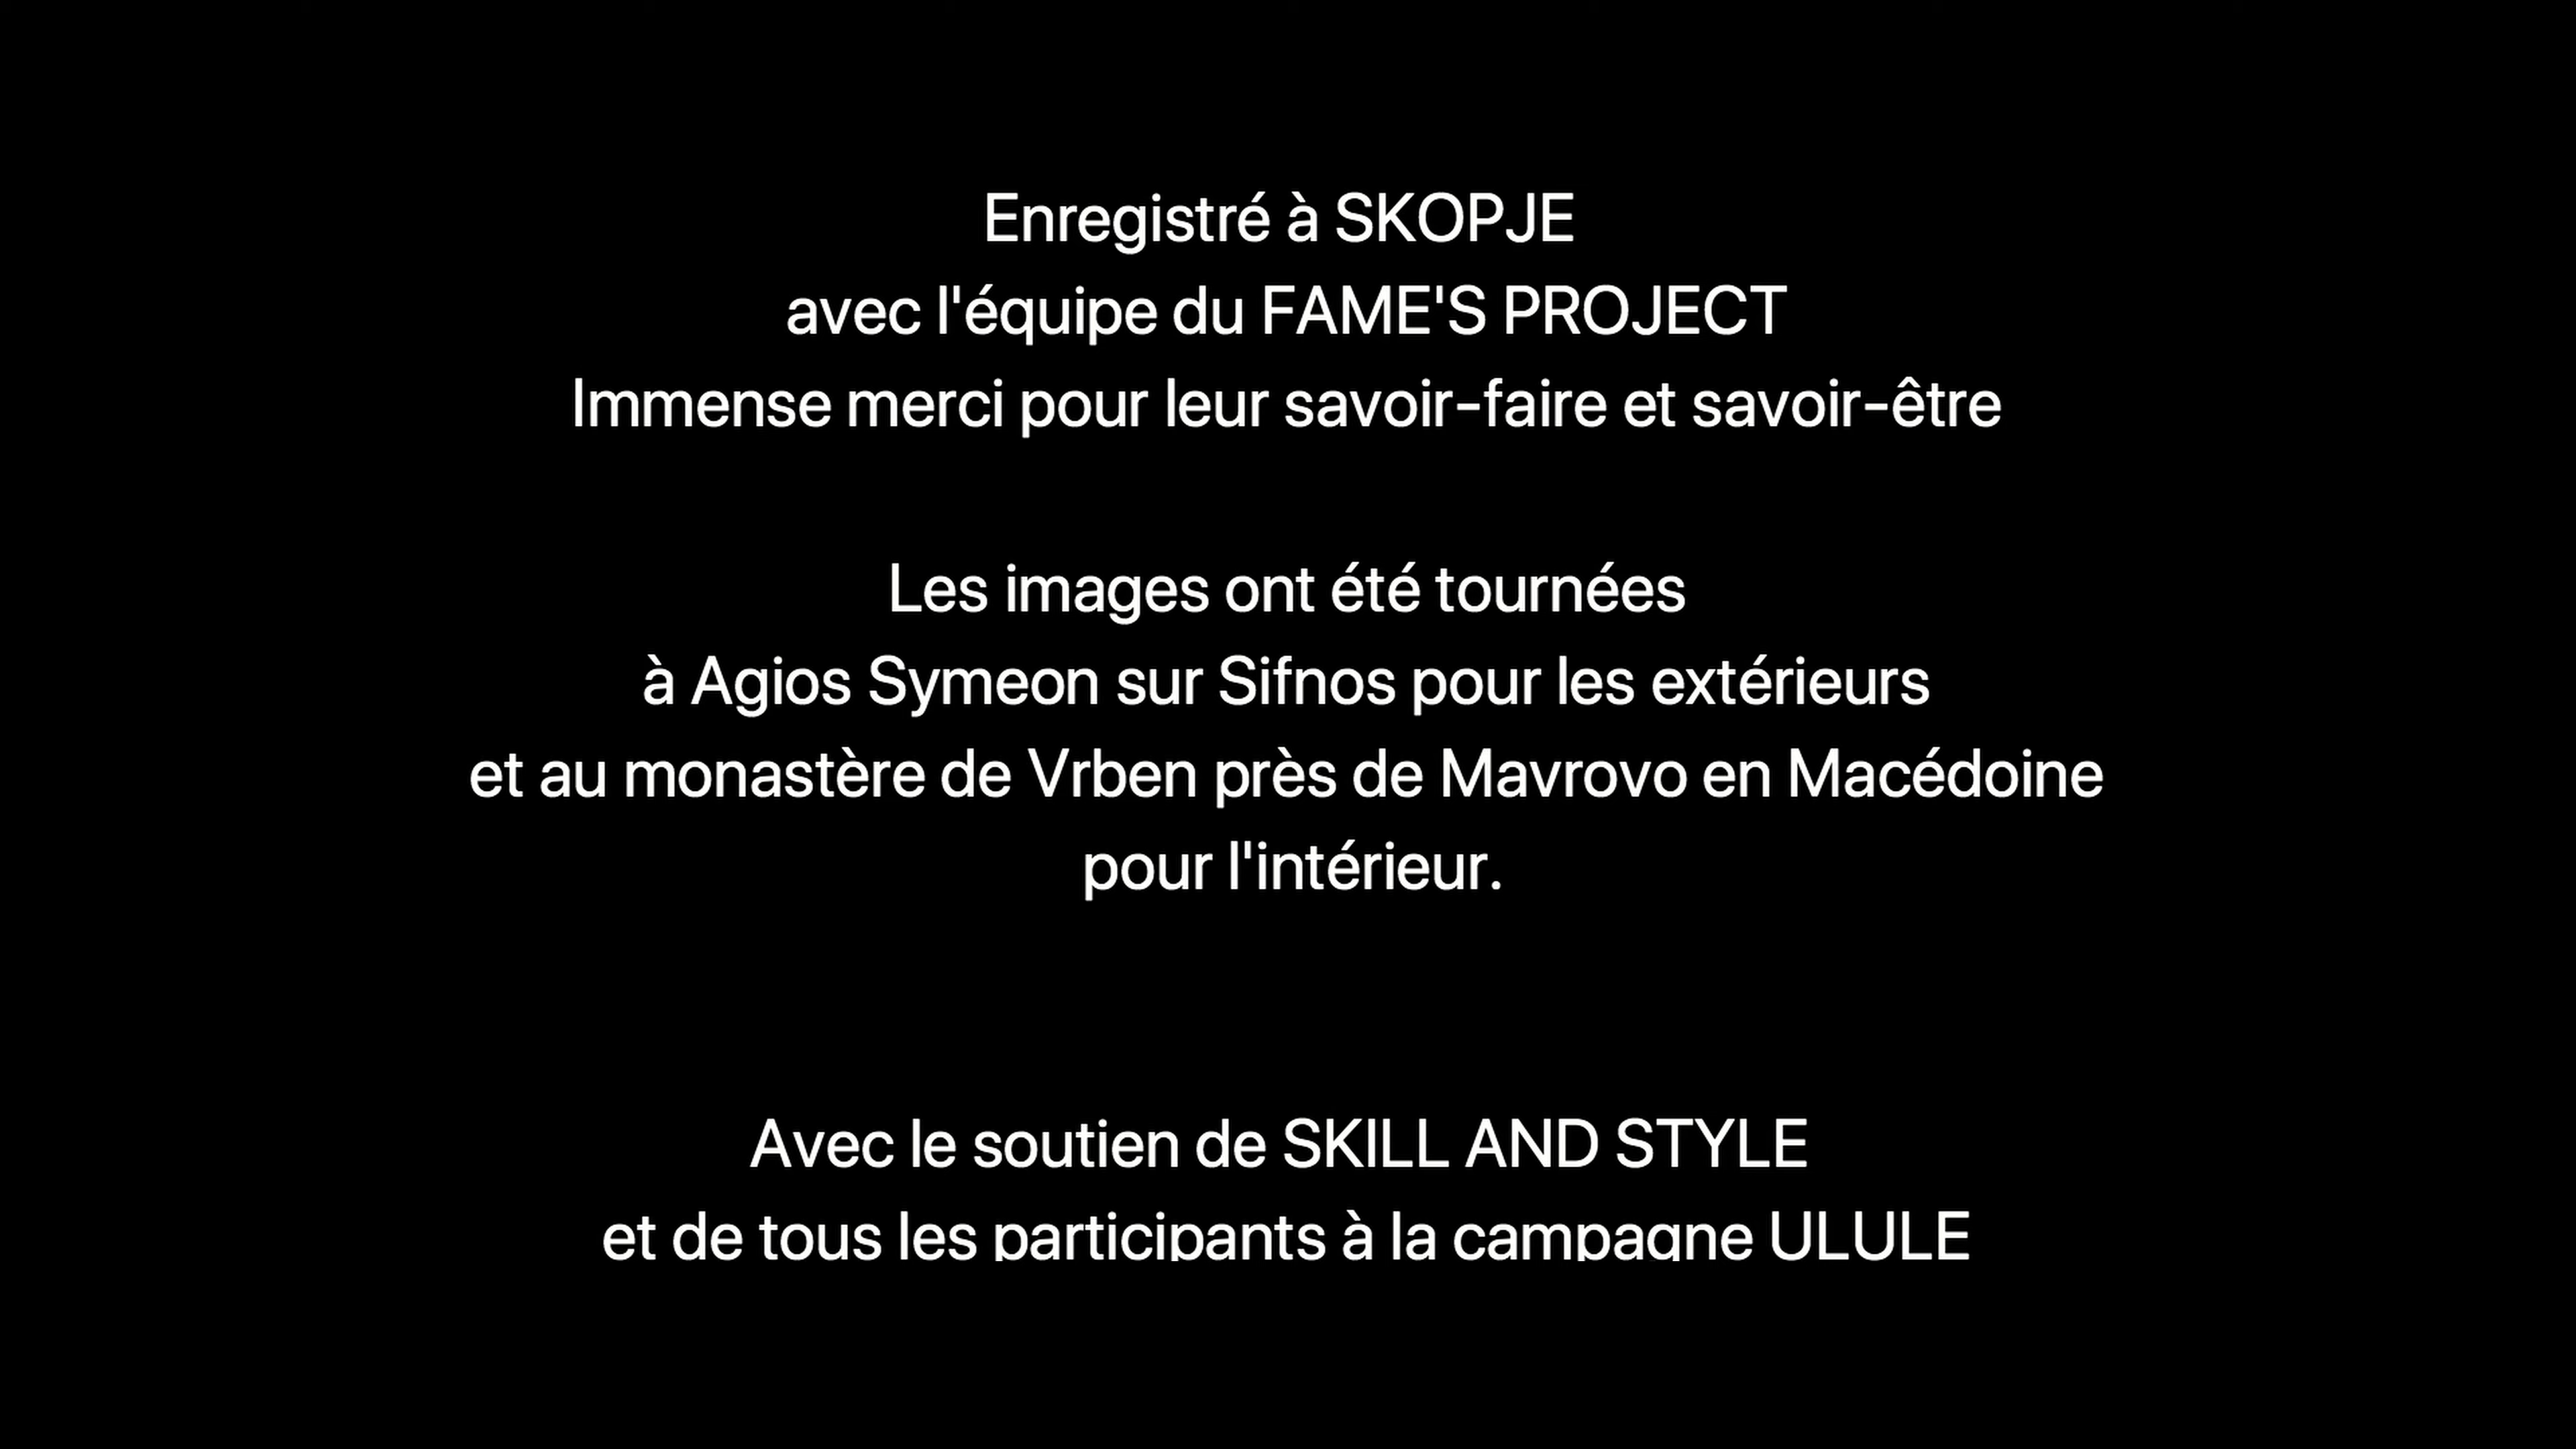 Enregistré à SKOPJE
avec l'équipe du FAME'S PROJECT
Immense merci pour leur savoir-faire et savoir-être
Les images ont été tournées
à Agios Symeon sur Sifnos pour les extérieurs
et au monastère de Vrben près de Mavrovo en Macédoine
pour l'intérieur.
Avec le soutien de SKILL AND STYLE
et de tous les participants à la campagne ULULE